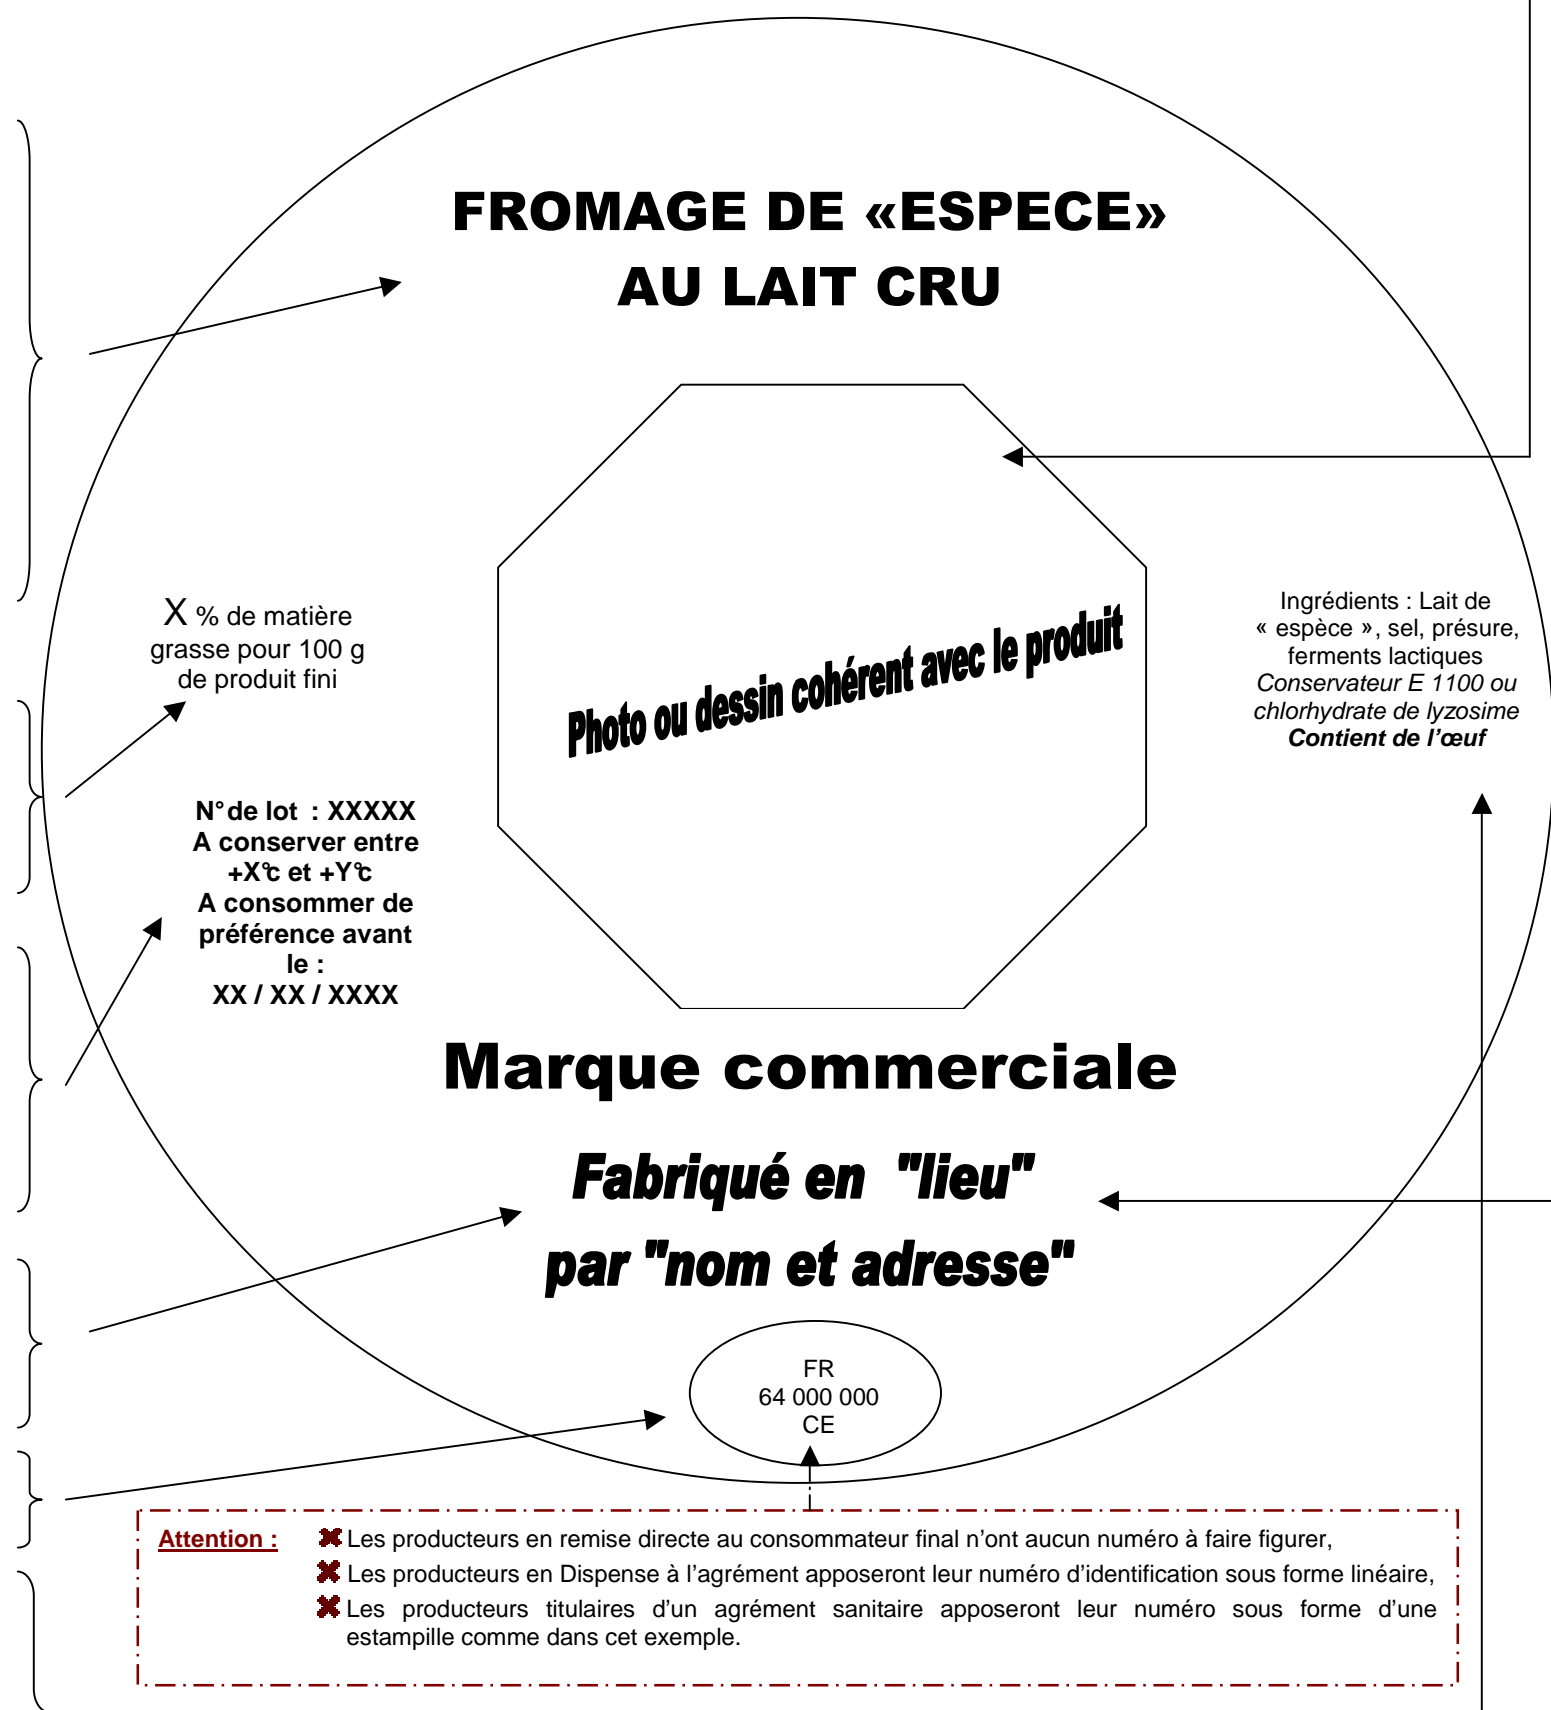 FROMAGE DE «ESPECE»
AU LAIT CRU
X % de matière
grasse pour 100 g
de produit fini
N° de lot : XXXXX
A conserver entre
+X°c et +Y°c
A consommer de
préférence avant
le :
XX / XX / XXXX
Photo ou dessin cohérent avec le produit
Ingrédients : Lait de
« espèce », sel, présure,
ferments lactiques
Conservateur E 1100 ou
chlorhydrate de lyzosime
Contient de l'œuf
Marque commerciale
Fabriqué en "lieu"
par "nom et adresse"
FR
64 000 000
CE
Attention : Les producteurs en remise directe au consommateur final n'ont aucun numéro à faire figurer,
Les producteurs en Dispense à l'agrément apposeront leur numéro d'identification sous forme linéaire,
Les producteurs titulaires d'un agrément sanitaire apposeront leur numéro sous forme d'une
estampille comme dans cet exemple.